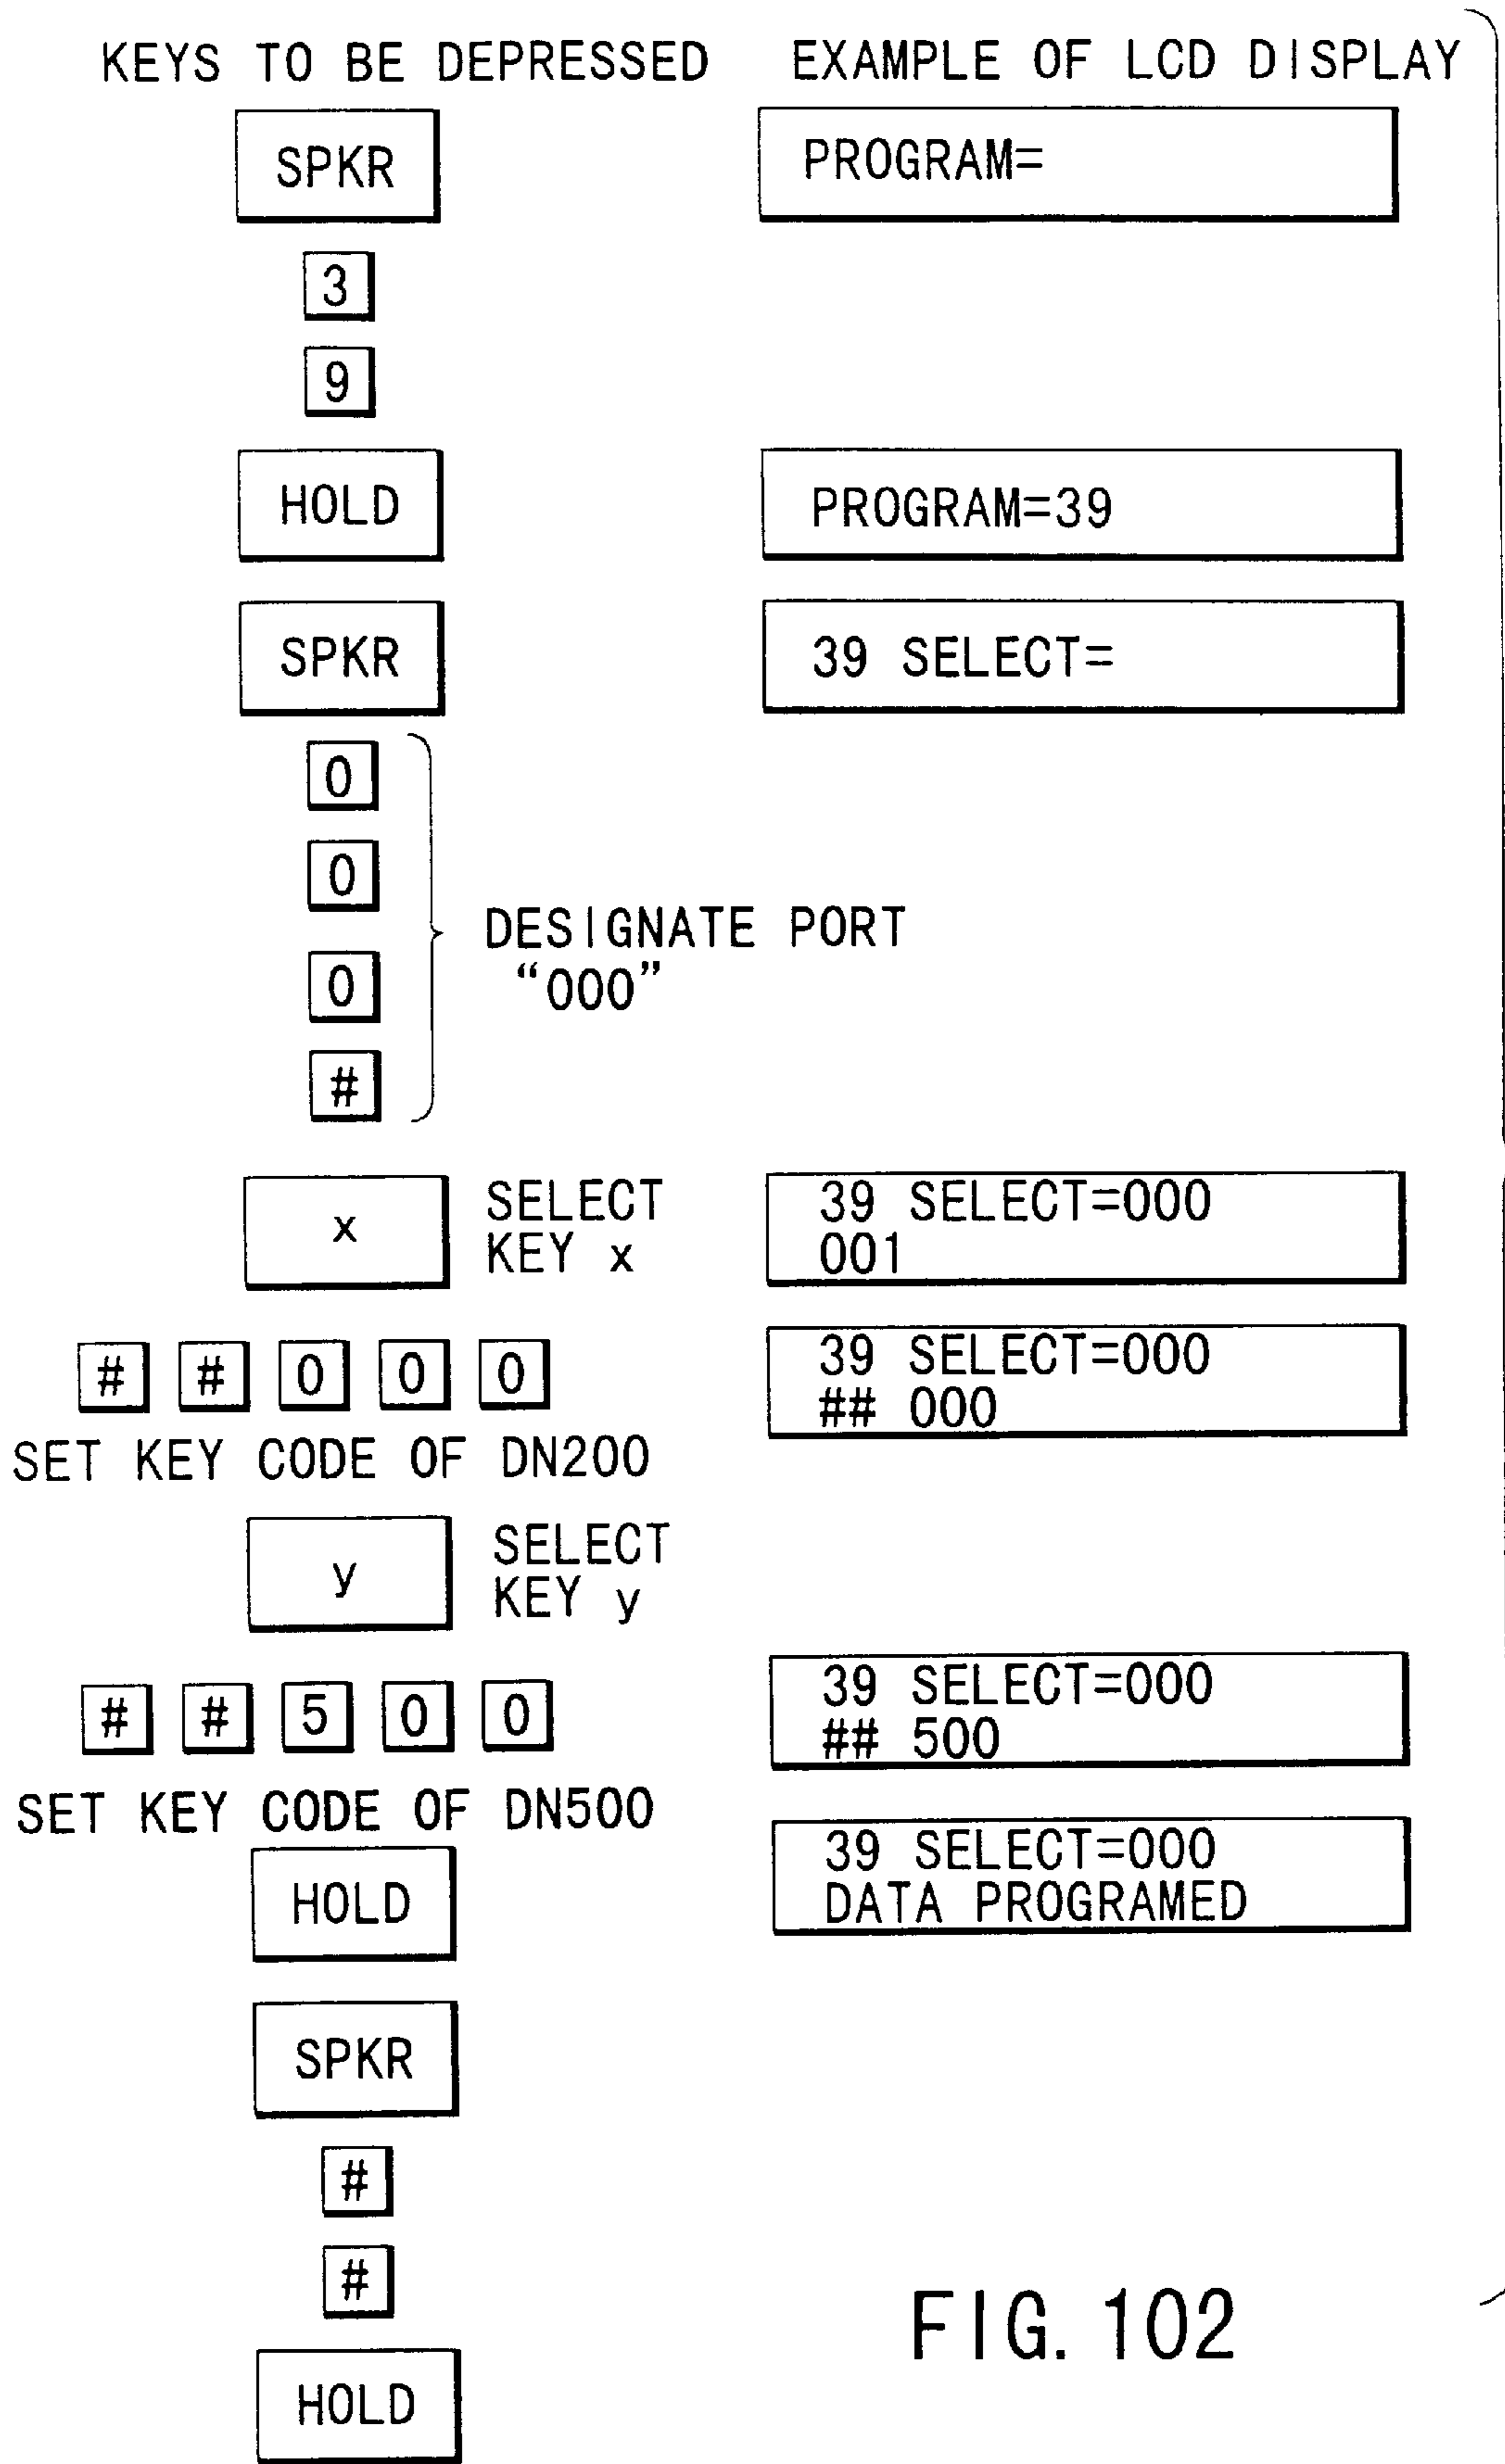 KEYS TO BE DEPRESSED
EXAMPLE OF LCD DISPLAY
SPKR
PROGRAM=
3
9
HOLD
PROGRAM=39
SPKR
39 SELECT=
0
0
0
#
DESIGNATE PORT
“000”
x
SELECT
KEY x
39 SELECT=000
001
# # 0 0 0
39 SELECT=000
## 000
SET KEY CODE OF DN200
y
SELECT
KEY y
# # 5 0 0
39 SELECT=000
## 500
SET KEY CODE OF DN500
HOLD
39 SELECT=000
DATA PROGRAMED
SPKR
#
#
HOLD
FIG. 102